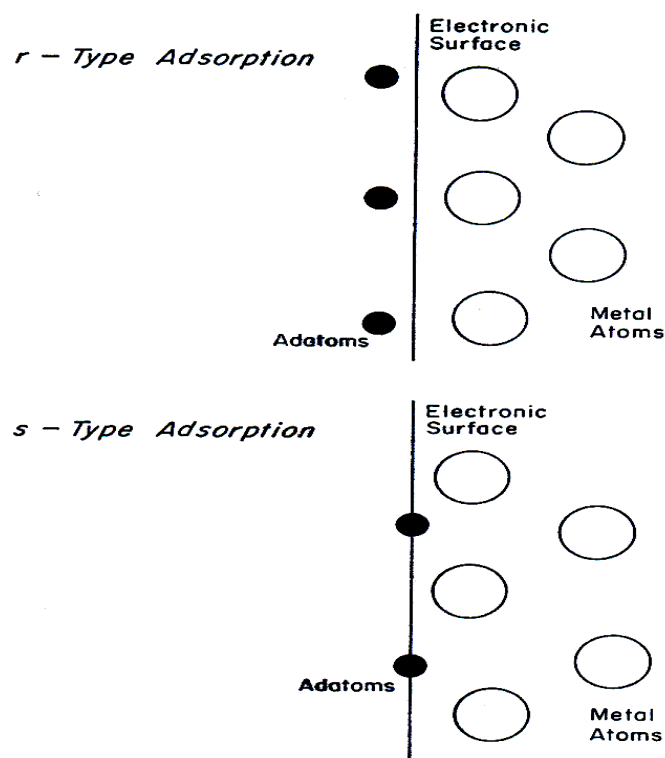 r – Type Adsorption
Electronic
Surface
Adatoms
Metal
Atoms
s – Type Adsorption
Electronic
Surface
Adatoms
Metal
Atoms